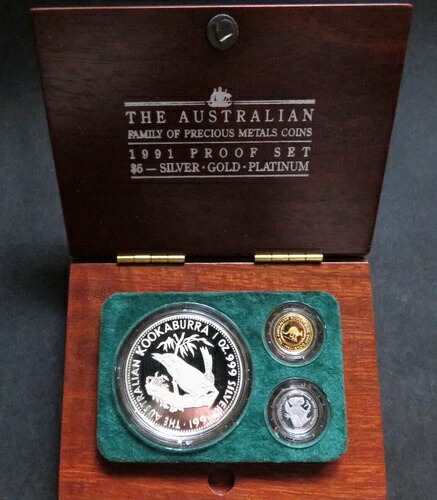 THE AUSTRALIAN
FAMILY OF PRECIOUS METALS COINS
1991 PROOF SET
$5 — SILVER · GOLD · PLATINUM
THE AUSTRALIAN KOOKABURRA 1 OZ. 999 SILVER 1991